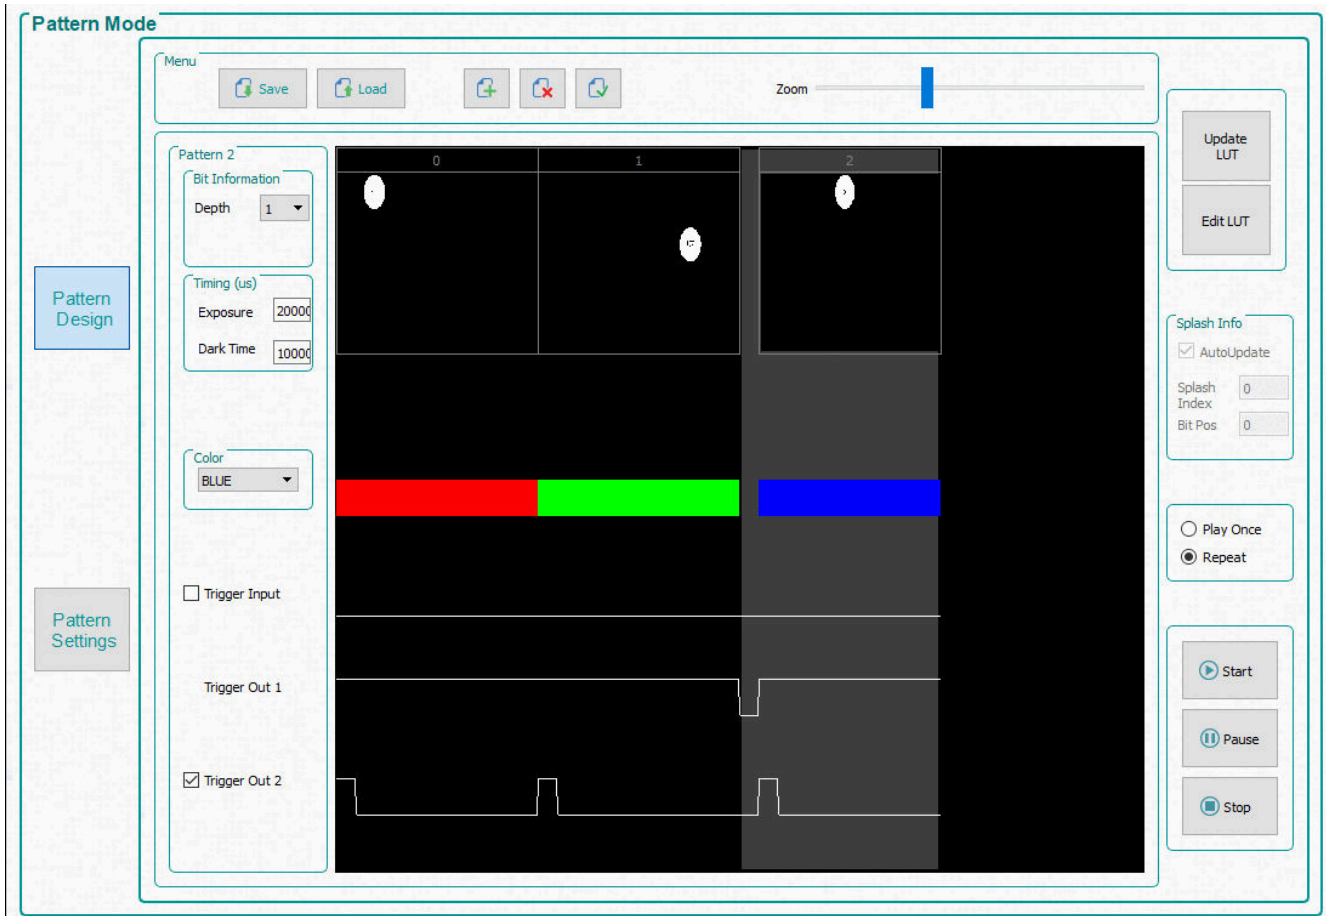 Pattern Mode
Menu
Save
Load
Zoom
Pattern 2
Bit Information
Depth
1
Timing (us)
Exposure
20000
Dark Time
10000
Color
BLUE
Trigger Input
Trigger Out 1
Trigger Out 2
0
1
2
Pattern
Design
Pattern
Settings
Update
LUT
Edit LUT
Splash Info
AutoUpdate
Splash
Index
0
Bit Pos
0
Play Once
Repeat
Start
Pause
Stop